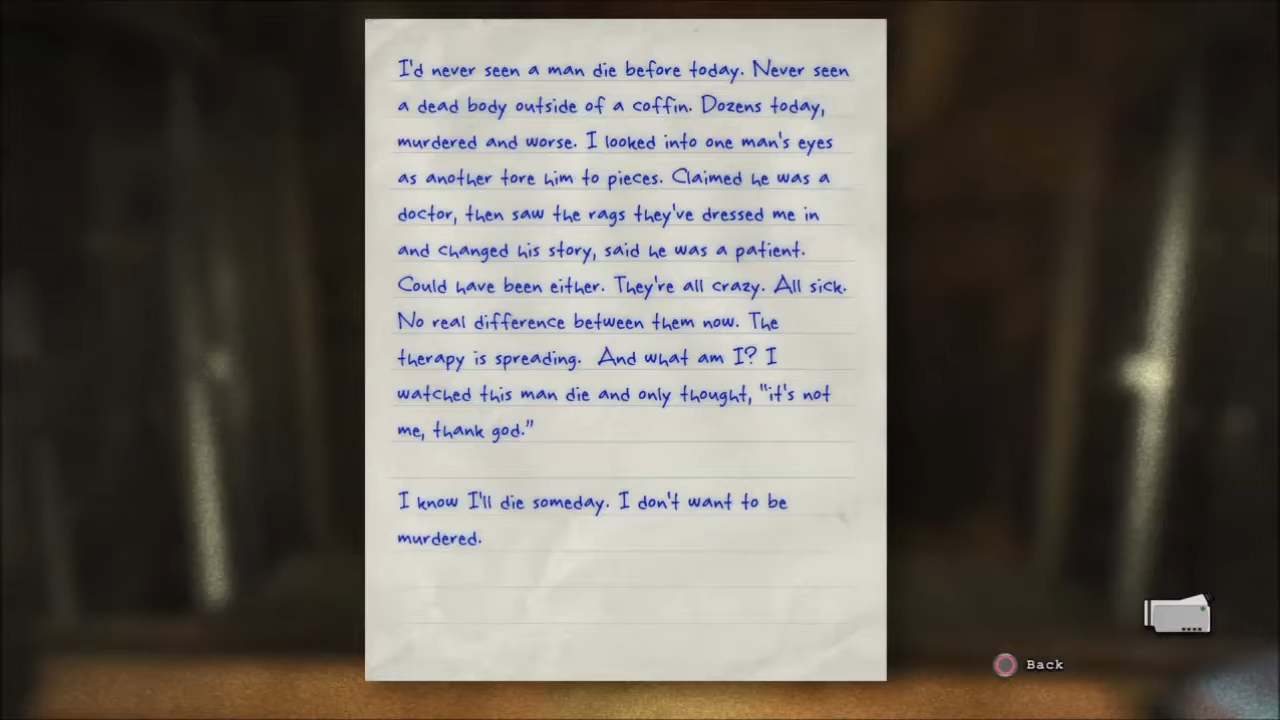 I'd never seen a man die before today. Never seen
a dead body outside of a coffin. Dozens today,
murdered and worse. I looked into one man's eyes
as another tore him to pieces. Claimed he was a
doctor, then saw the rags they've dressed me in
and changed his story, said he was a patient.
Could have been either. They're all crazy. All sick.
No real difference between them now. The
therapy is spreading.  And what am I? I
watched this man die and only thought, "it's not
me, thank god."
I know I'll die someday. I don't want to be
murdered.
Back